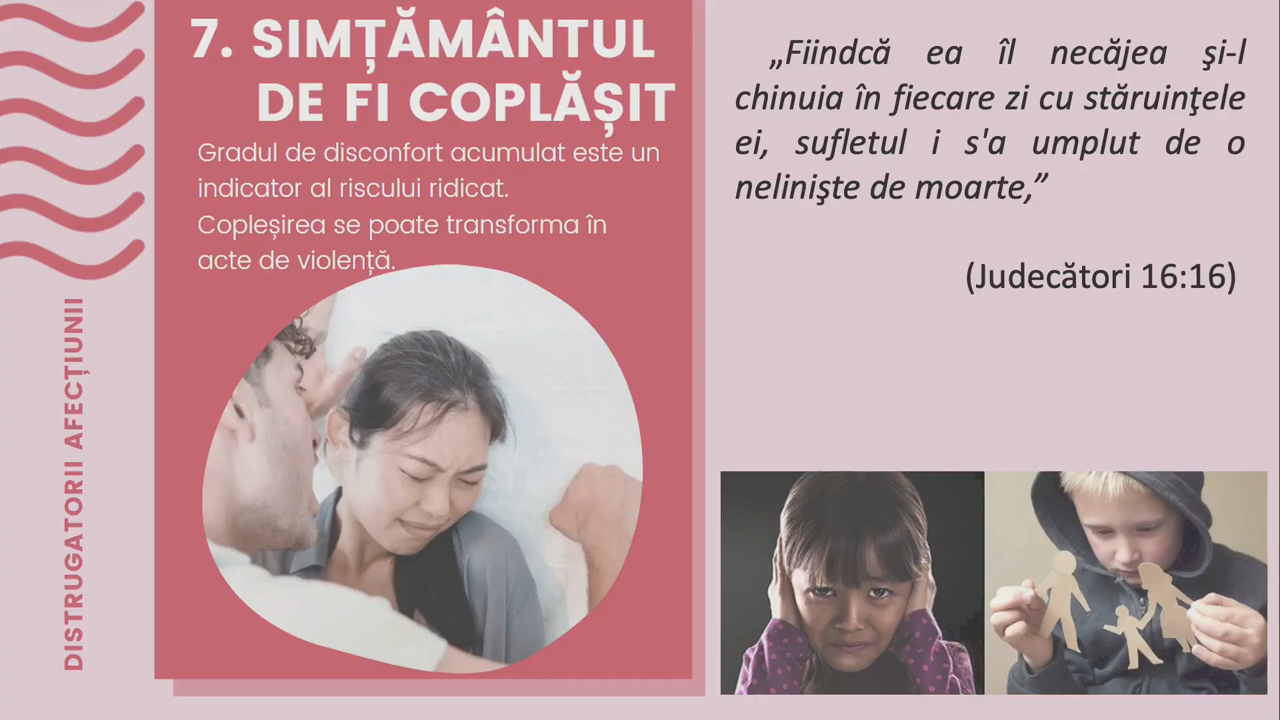 7. SIMȚĂMÂNTUL
DE FI COPLĂȘIT
Gradul de disconfort acumulat este un
indicator al riscului ridicat.
Copleșirea se poate transforma în
acte de violență.
DISTRUGATORII AFECȚIUNII
„Fiindcă ea îl necăjea şi-l
chinuia în fiecare zi cu stăruinţele
ei, sufletul i s'a umplut de o
nelinişte de moarte,”
(Judecători 16:16)